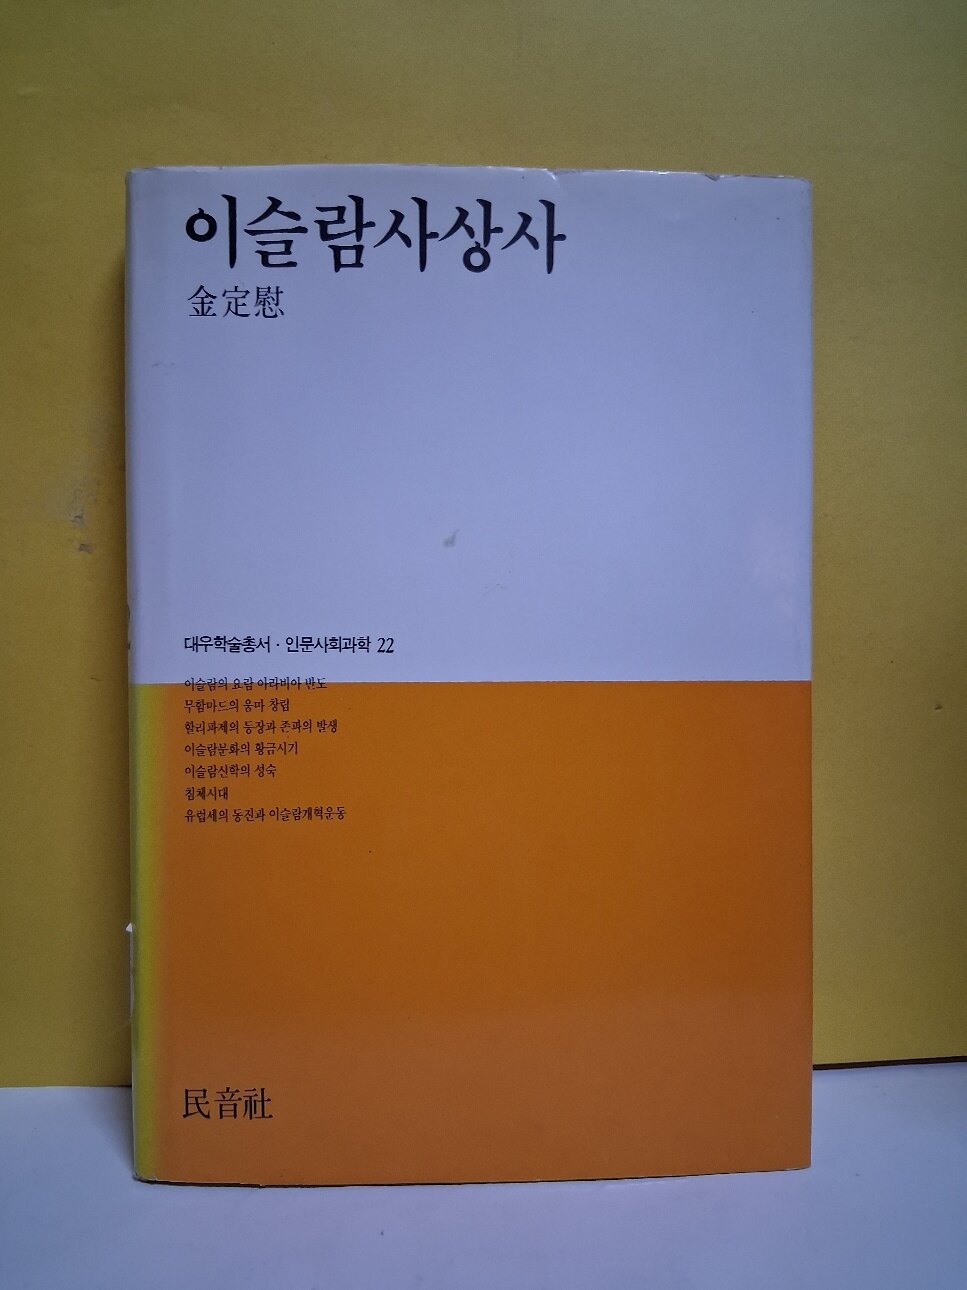 이슬람사상사
金定慰
대우학술총서 · 인문사회과학 22
이슬람의 요람 아라비아 반도
무함마드의 움마 창립
할리파제의 등장과 존파의 발생
이슬람문화의 황금시기
이슬람신학의 성숙
침체시대
유럽세의 동진과 이슬람개혁운동
民音社